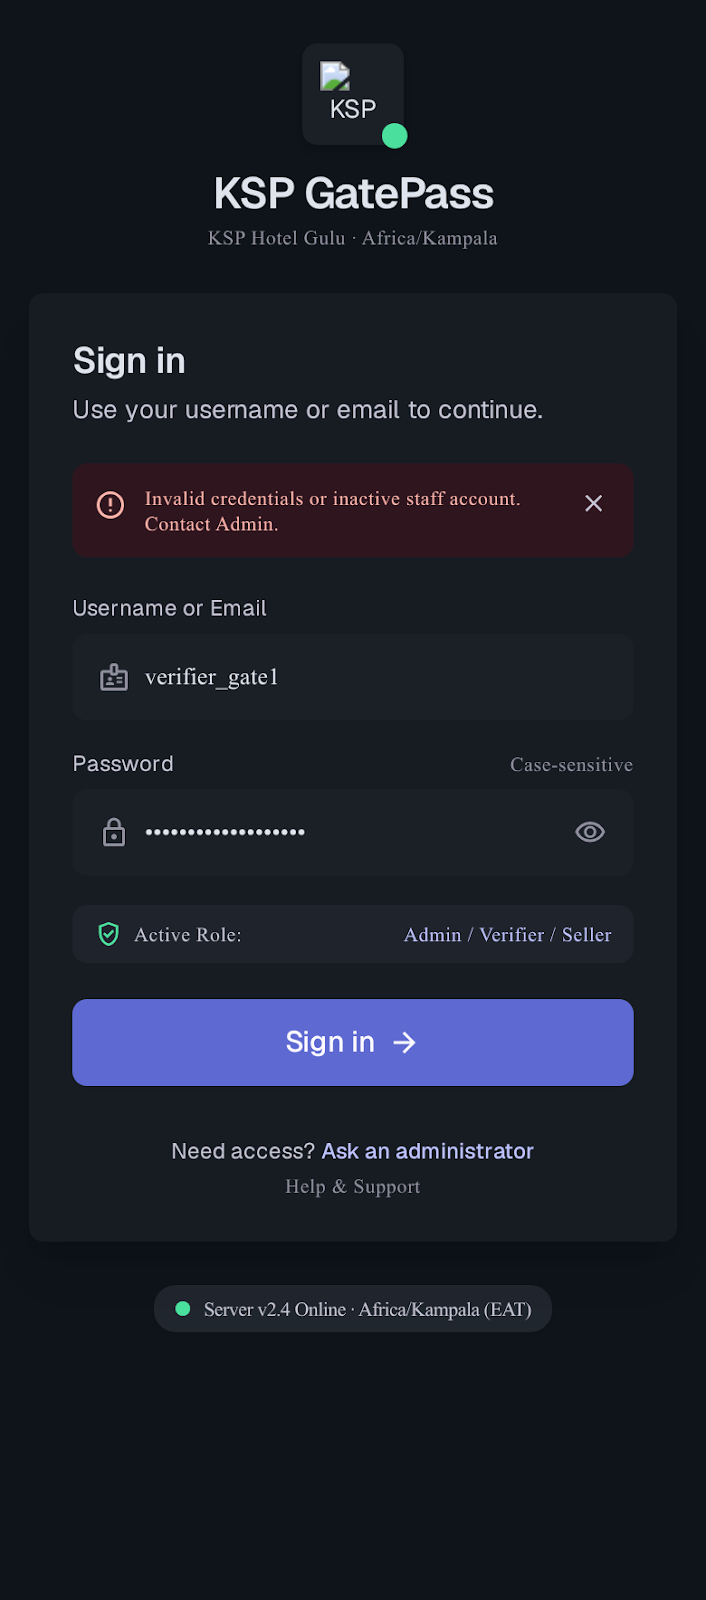 KSP
KSP GatePass
KSP Hotel Gulu · Africa/Kampala
Sign in
Use your username or email to continue.
Invalid credentials or inactive staff account.
Contact Admin.
Username or Email
verifier_gate1
Password
Case-sensitive
Active Role:
Admin / Verifier / Seller
Sign in →
Need access? Ask an administrator
Help & Support
Server v2.4 Online · Africa/Kampala (EAT)